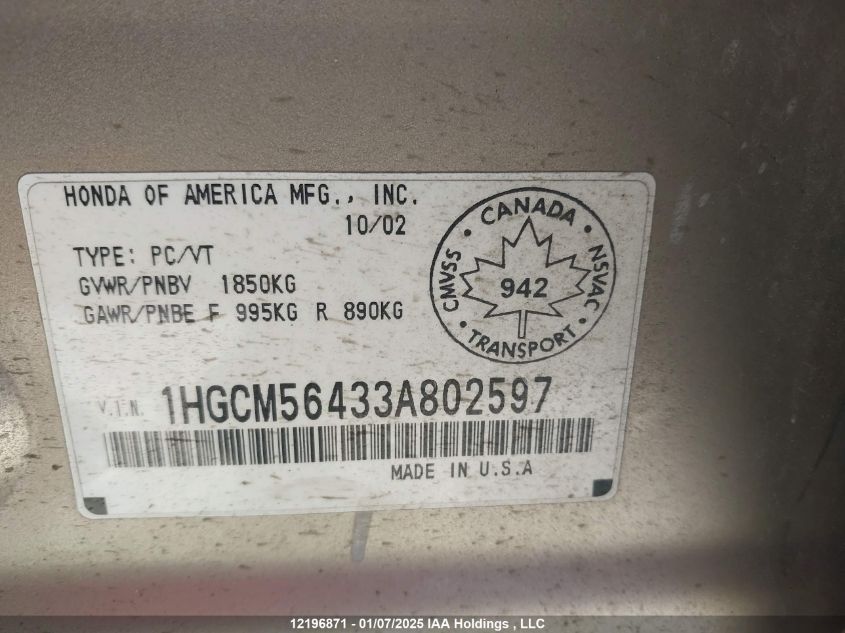 HONDA OF AMERICA MFG., INC.
10/02
TYPE: PC/VT
GVWR/PNBV 1850KG
GAWR/PNBE F 995KG R 890KG
CANADA
CMVSS
NSVAC
942
TRANSPORT
V.I.N. 1HGCM56433A802597
MADE IN U.S.A
12196871 - 01/07/2025 IAA Holdings , LLC